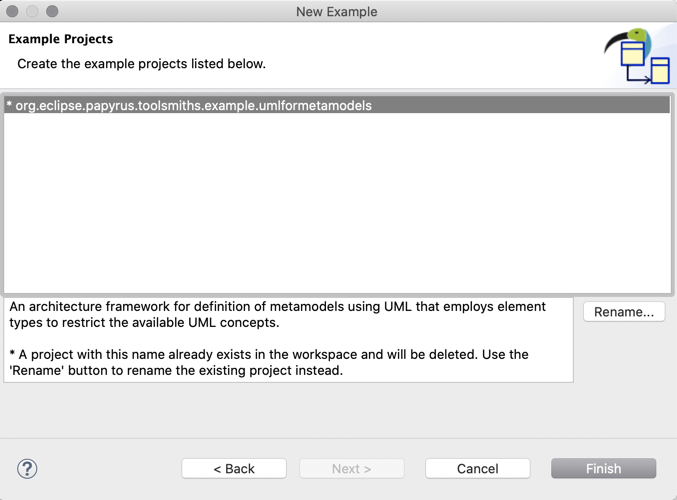 New Example
Example Projects
Create the example projects listed below.
* org.eclipse.papyrus.toolsmiths.example.umlformetamodels
An architecture framework for definition of metamodels using UML that employs element
types to restrict the available UML concepts.
* A project with this name already exists in the workspace and will be deleted. Use the
'Rename' button to rename the existing project instead.
Rename...
?
< Back
Next >
Cancel
Finish